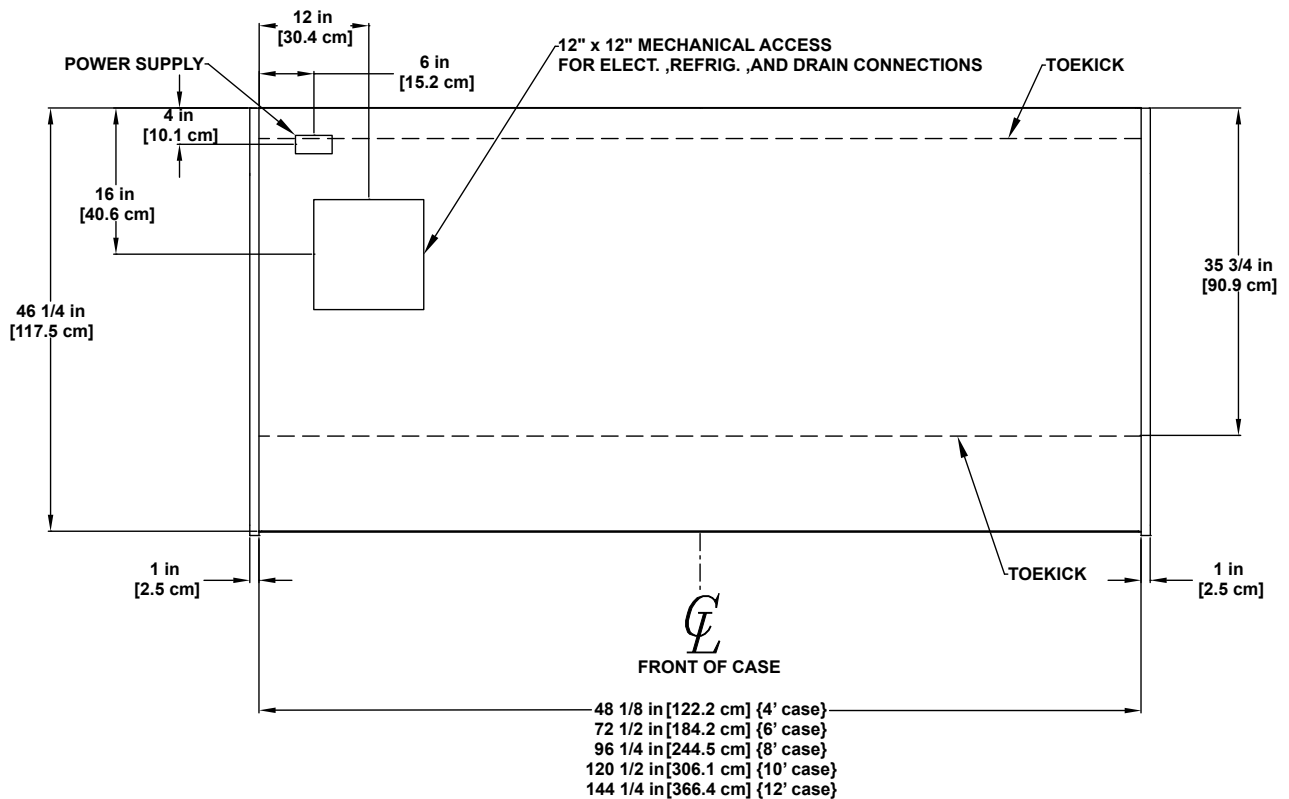 12 in
[30.4 cm]
POWER SUPPLY
6 in
[15.2 cm]
12" x 12" MECHANICAL ACCESS
FOR ELECT. ,REFRIG. ,AND DRAIN CONNECTIONS
TOEKICK
4 in
[10.1 cm]
16 in
[40.6 cm]
46 1/4 in
[117.5 cm]
35 3/4 in
[90.9 cm]
1 in
[2.5 cm]
TOEKICK
1 in
[2.5 cm]
CL
FRONT OF CASE
48 1/8 in [122.2 cm] {4’ case}
72 1/2 in [184.2 cm] {6’ case}
96 1/4 in [244.5 cm] {8’ case}
120 1/2 in [306.1 cm] {10’ case}
144 1/4 in [366.4 cm] {12’ case}